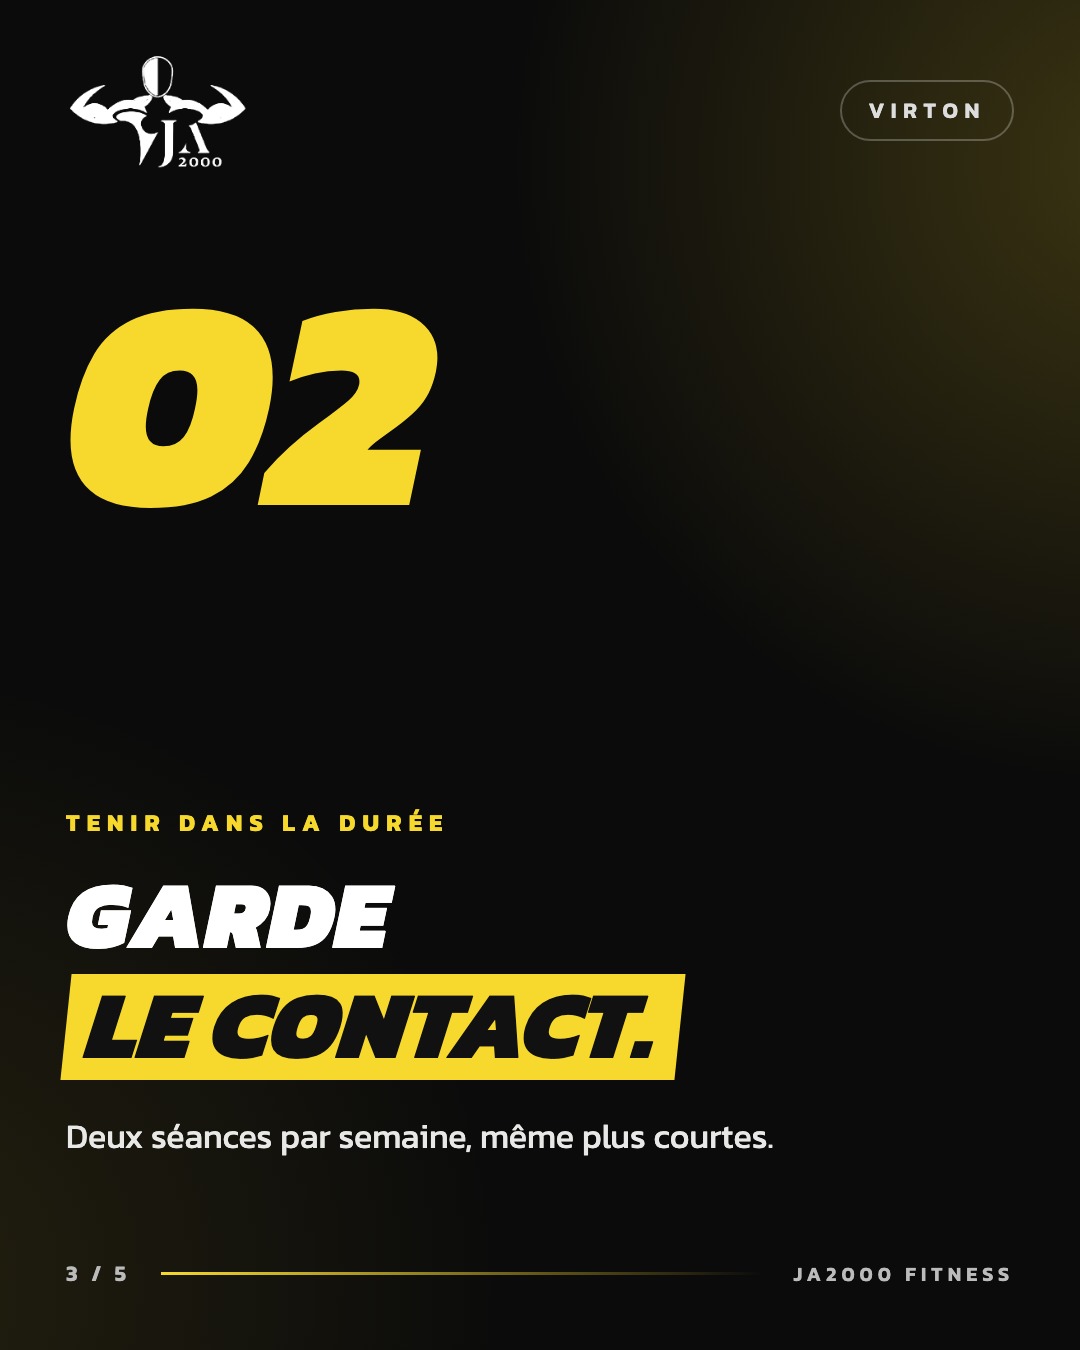 JA
2000
VIRTON
02
TENIR DANS LA DURÉE
GARDE
LE CONTACT.
Deux séances par semaine, même plus courtes.
3 / 5
JA2000 FITNESS